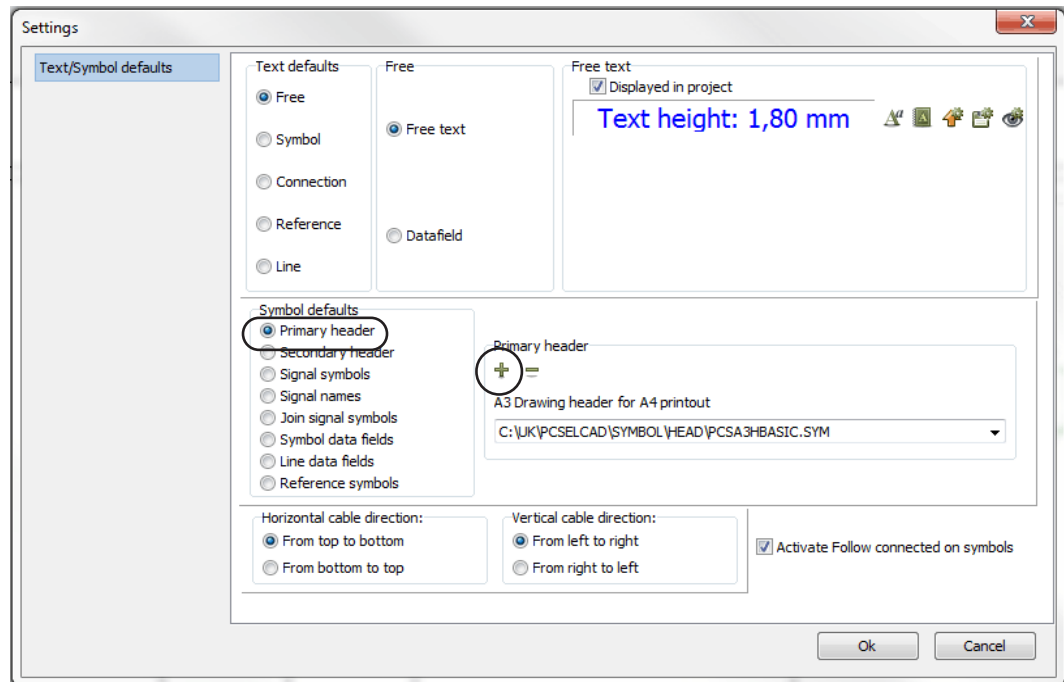 Settings
Text/Symbol defaults
Text defaults
Free
Symbol
Connection
Reference
Line
Free
Free text
Datafield
Free text
Displayed in project
Text height: 1,80 mm
Symbol defaults
Primary header
Secondary header
Signal symbols
Signal names
Join signal symbols
Symbol data fields
Line data fields
Reference symbols
Primary header
A3 Drawing header for A4 printout
C:\UK\PCSELCAD\SYMBOL\HEAD\PCSA3HBASIC.SYM
Horizontal cable direction:
From top to bottom
From bottom to top
Vertical cable direction:
From left to right
From right to left
Activate Follow connected on symbols
Ok
Cancel